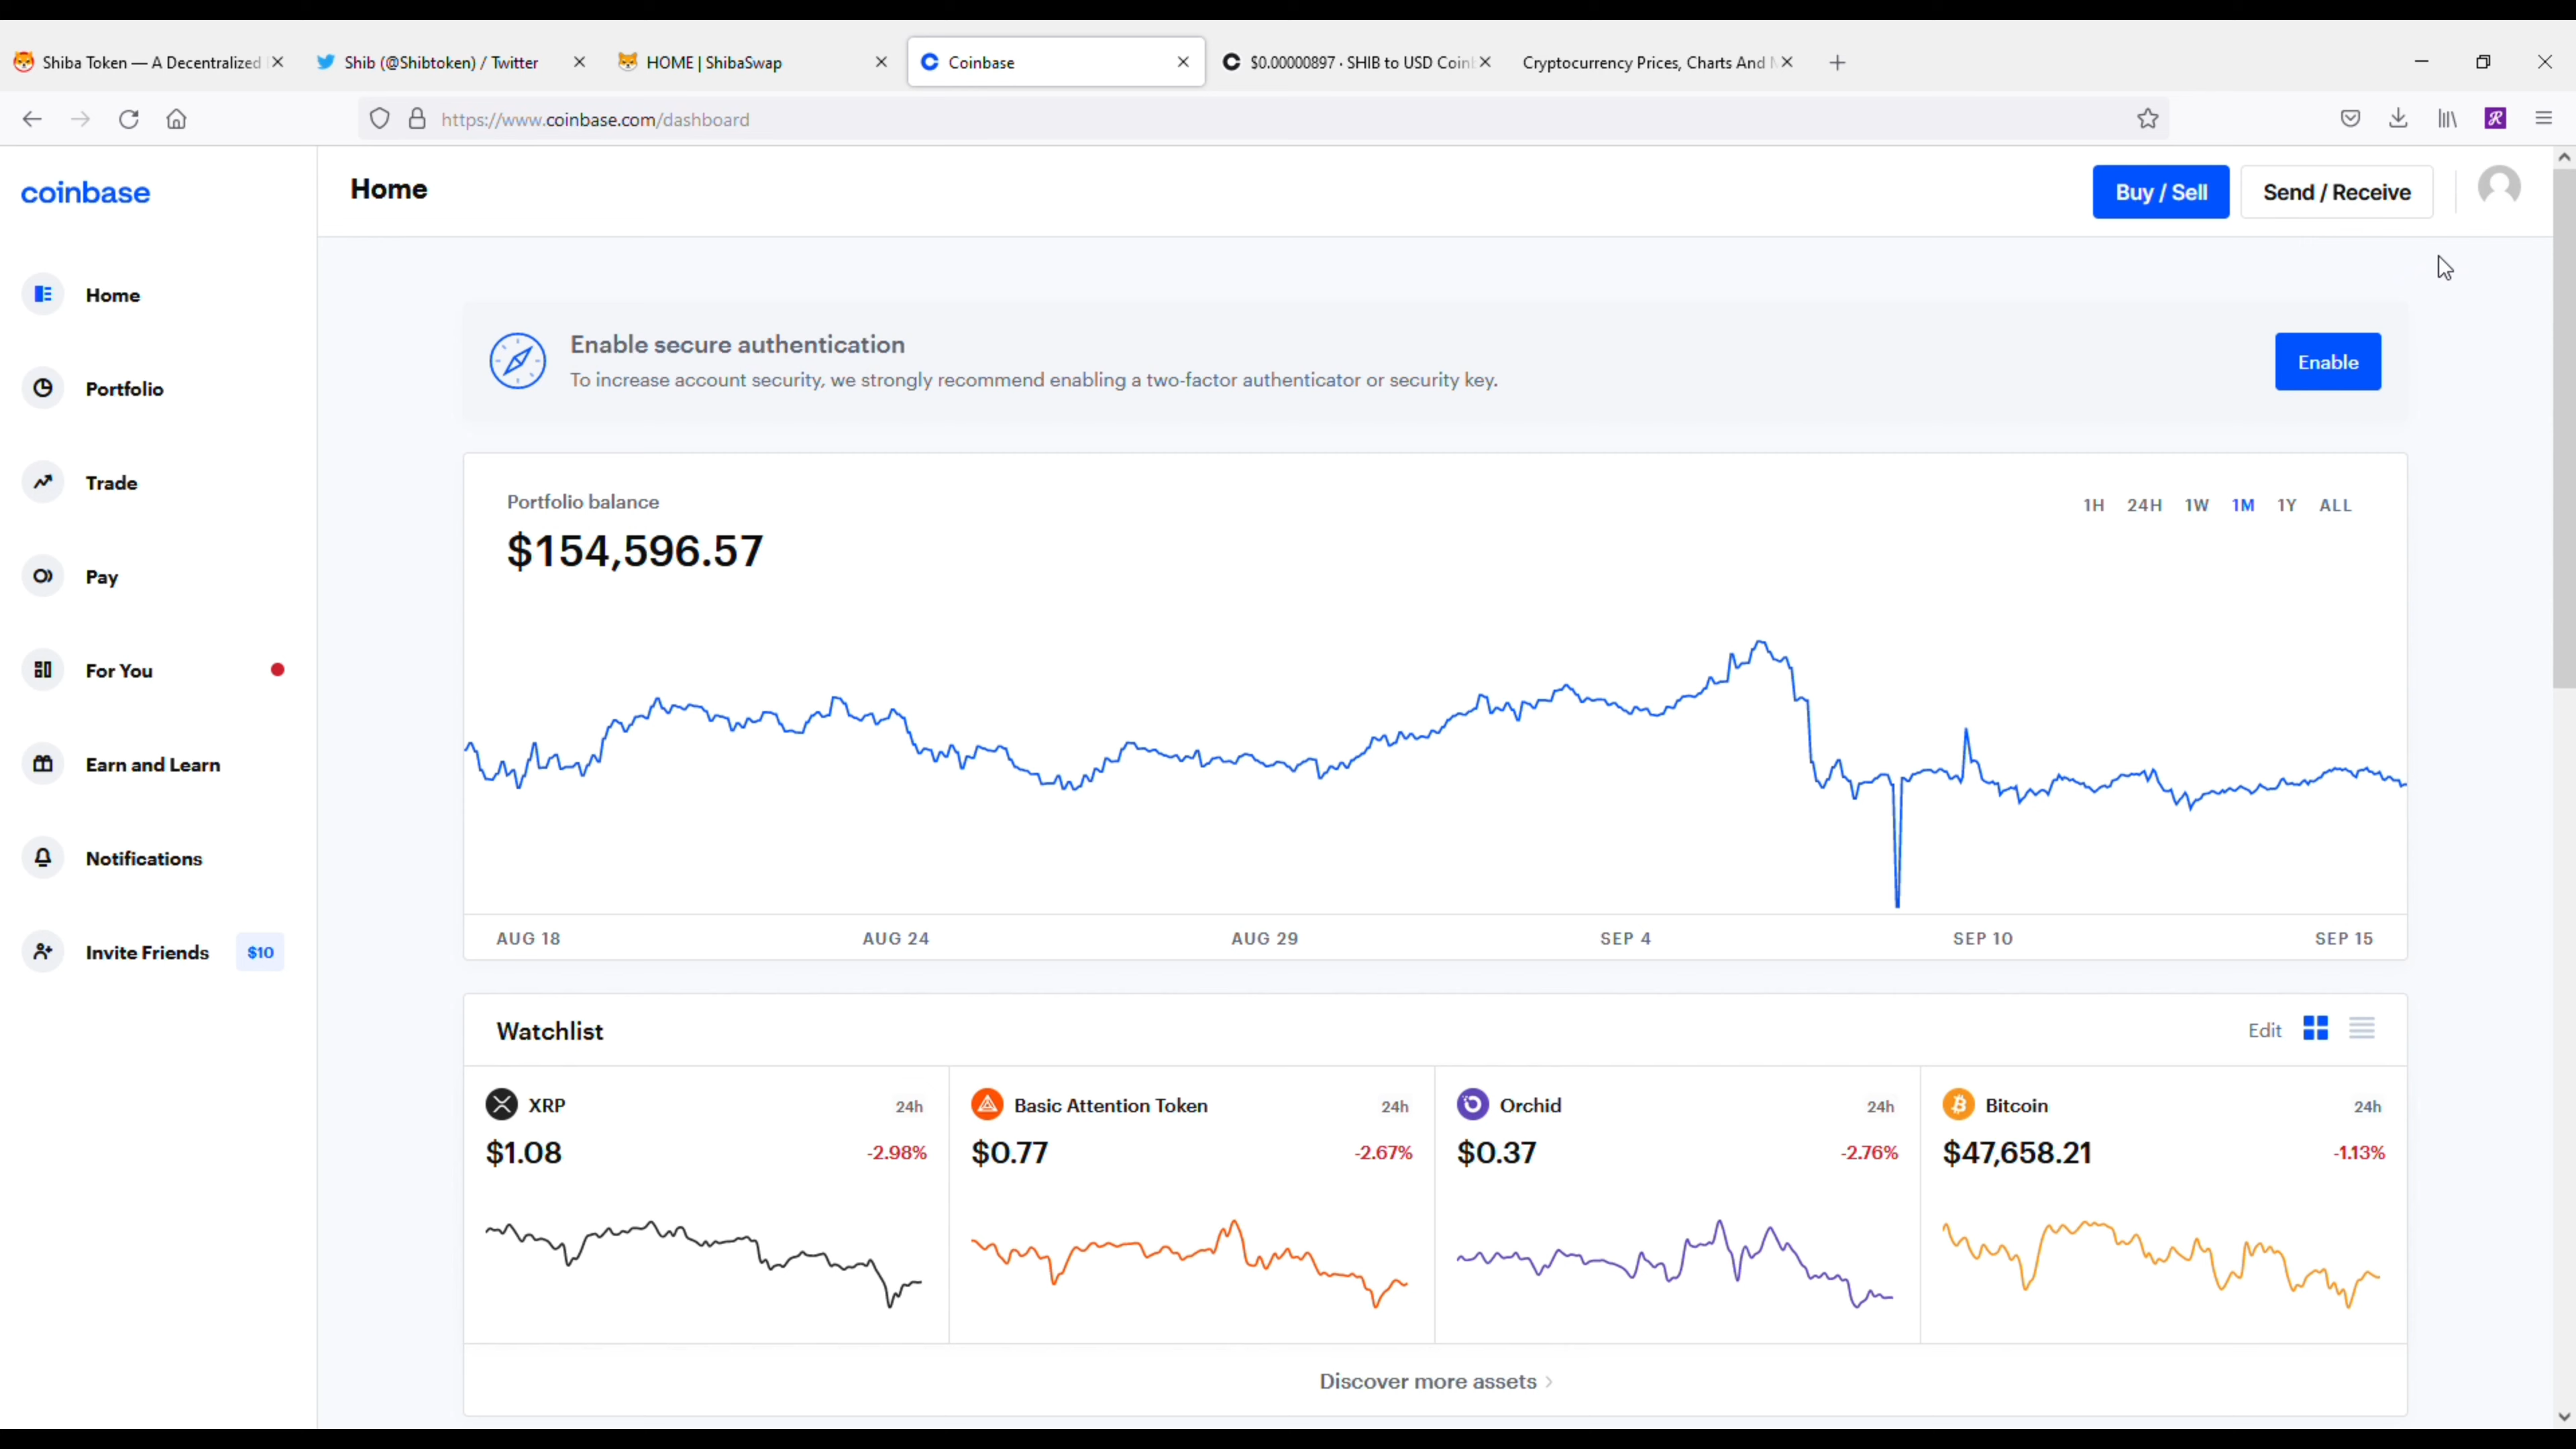 Shiba Token — A Decentralized
Shib (@Shibtoken) / Twitter
HOME | ShibaSwap
Coinbase
$0.00000897 · SHIB to USD Coin
Cryptocurrency Prices, Charts And
https://www.coinbase.com/dashboard
coinbase
Home
Buy / Sell
Send / Receive
Home
Portfolio
Trade
Pay
For You
Earn and Learn
Notifications
Invite Friends
$10
Enable secure authentication
To increase account security, we strongly recommend enabling a two-factor authenticator or security key.
Enable
Portfolio balance
$154,596.57
1H 24H 1W 1M 1Y ALL
AUG 18 AUG 24 AUG 29 SEP 4 SEP 10 SEP 15
Watchlist
Edit
XRP 24h
$1.08 -2.98%
Basic Attention Token 24h
$0.77 -2.67%
Orchid 24h
$0.37 -2.76%
Bitcoin 24h
$47,658.21 -1.13%
Discover more assets